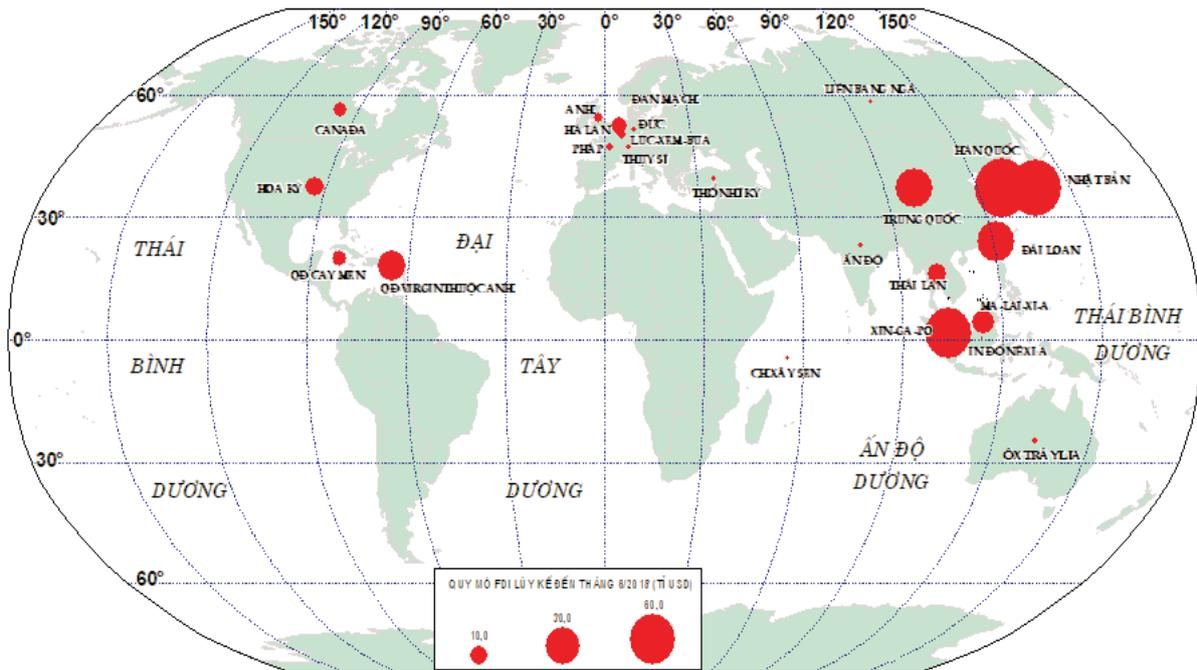 150° 120° 90° 60° 30° 0° 30° 60° 90° 120° 150°
60°
LIÊN BANG NGA
ĐAN MẠCH
ANH
HÀ LAN
ĐỨC
LÚC-XEM-BUA
PHÁP
THỤY SĨ
CANAĐA
HÀN QUỐC
NHẬT BẢN
HOA KỲ
THỔ NHĨ KỲ
TRUNG QUỐC
30°
THÁI
ĐẠI
ĐÀI LOAN
ẤN ĐỘ
QĐ CAY MEN
QĐ VIRGIN THUỘC ANH
THÁI LAN
MA-LAI-XI-A
THÁI BÌNH
DƯƠNG
XIN-GA-PO
IN ĐÔ NÊ XI A
0°
BÌNH
TÂY
CH XÂY SEN
ẤN ĐỘ
DƯƠNG
ÔX TRÂY LIA
30°
DƯƠNG
DƯƠNG
60°
QUY MÔ FDI LŨY KẾ ĐẾN THÁNG 6/2018 (TỈ USD)
10,0
60,0